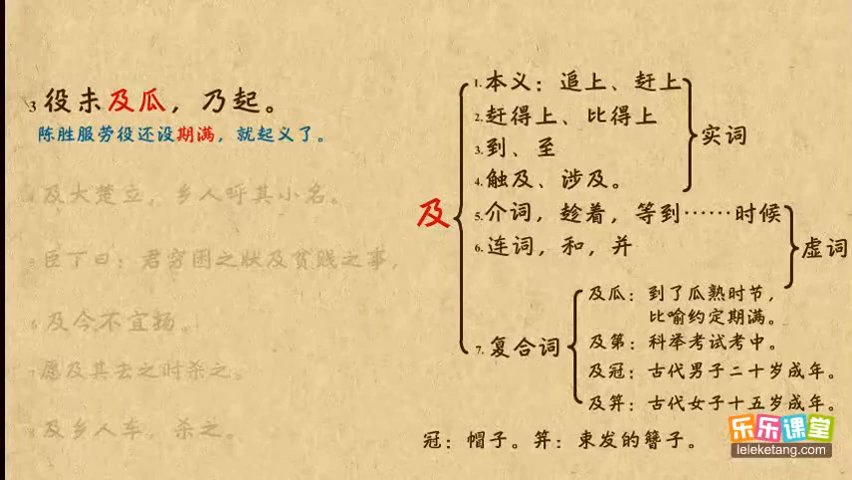 3 役未及瓜，乃起。
陈胜服劳役还没期满，就起义了。
4 及大楚立，乡人呼其小名。
5 臣丁曰：君穷困之状及贫贱之事，
6 及今不宜扬。
7 愿及其去之时杀之。
8 及乡人车，杀之。
及
1. 本义：追上、赶上
2. 赶得上、比得上
3. 到、至
4. 触及、涉及。
实词
5. 介词，趁着，等到……时候
6. 连词，和，并
虚词
7. 复合词
及瓜：到了瓜熟时节，
比喻约定期满。
及第：科举考试考中。
及冠：古代男子二十岁成年。
及笄：古代女子十五岁成年。
冠：帽子。笄：束发的簪子。
乐乐课堂
leleketang.com